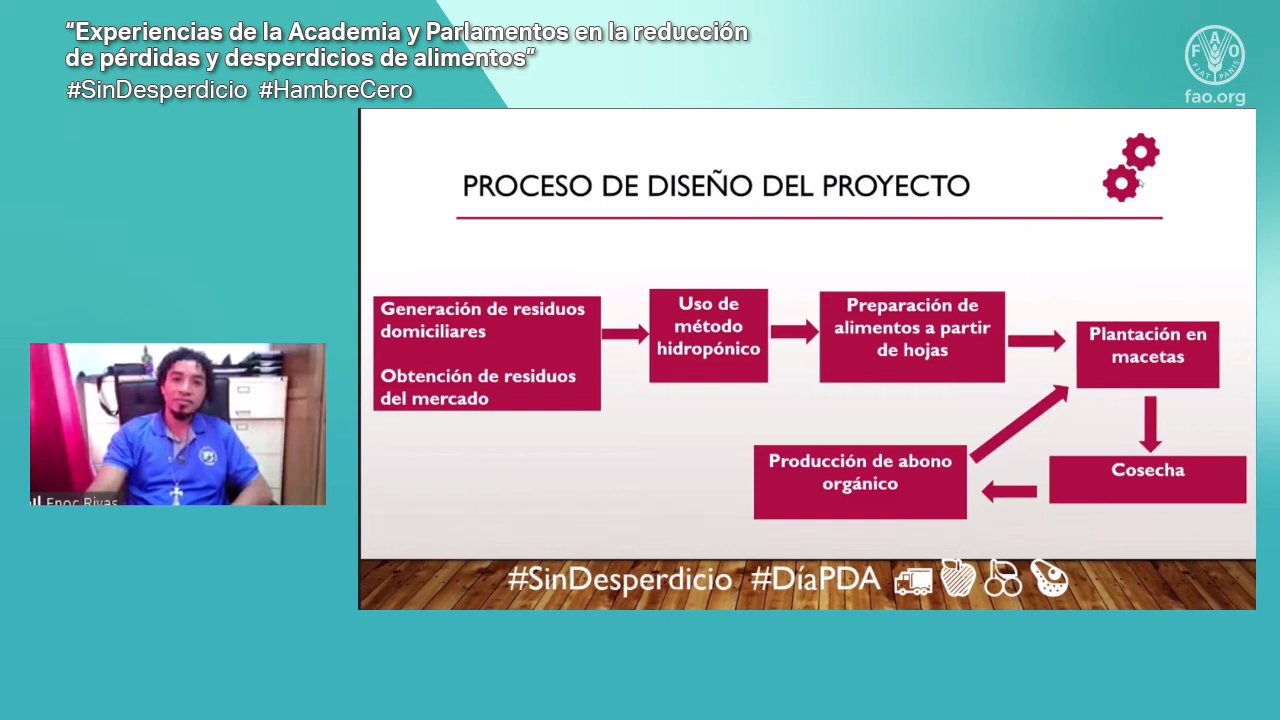 “Experiencias de la Academia y Parlamentos en la reducción
de pérdidas y desperdicios de alimentos”
#SinDesperdicio #HambreCero
F A O
FIAT PANIS
fao.org
PROCESO DE DISEÑO DEL PROYECTO
Generación de residuos
domiciliares
Obtención de residuos
del mercado
Uso de
método
hidropónico
Preparación de
alimentos a partir
de hojas
Plantación en
macetas
Cosecha
Producción de abono
orgánico
Enoc Rivas
#SinDesperdicio #DíaPDA